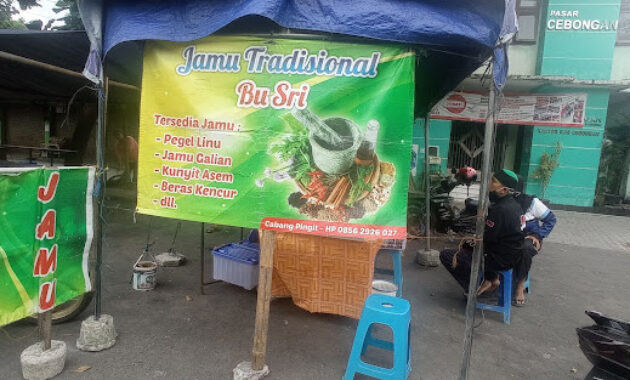 PASAR
CEBONGAN
Jamu Tradisional
Bu Sri
Tersedia Jamu :
- Pegel Linu
- Jamu Galian
- Kunyit Asem
- Beras Kencur
- dll.
Cabang Pingit - HP 0856 2926 027
JAMU